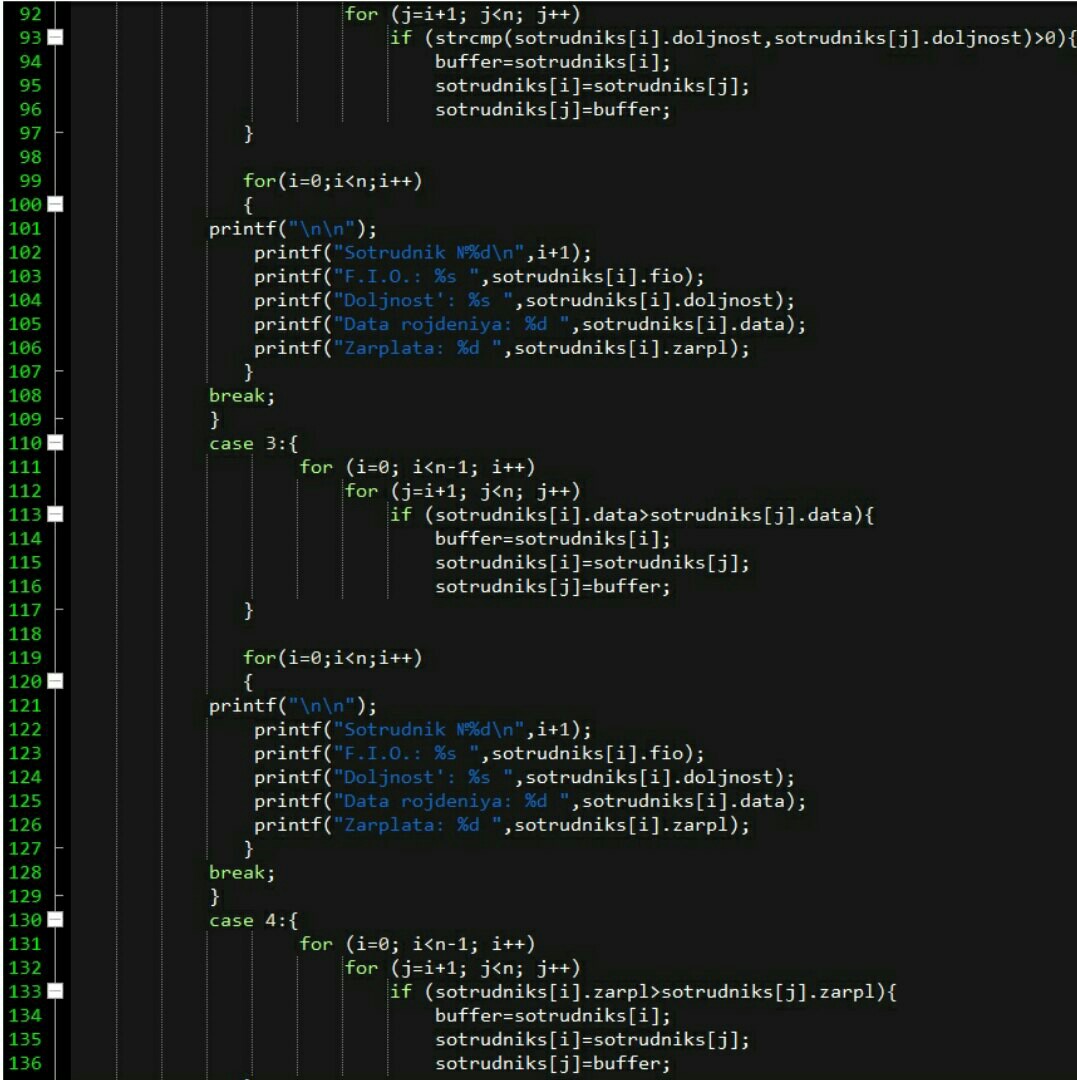 92 for (j=i+1; j<n; j++)
93 if (strcmp(sotrudniks[i].doljnost,sotrudniks[j].doljnost)>0){
94 buffer=sotrudniks[i];
95 sotrudniks[i]=sotrudniks[j];
96 sotrudniks[j]=buffer;
97 }
98
99 for(i=0;i<n;i++)
100 {
101 printf("\n\n");
102 printf("Sotrudnik №%d\n",i+1);
103 printf("F.I.O.: %s ",sotrudniks[i].fio);
104 printf("Doljnost': %s ",sotrudniks[i].doljnost);
105 printf("Data rojdeniya: %d ",sotrudniks[i].data);
106 printf("Zarplata: %d ",sotrudniks[i].zarpl);
107 }
108 break;
109 }
110 case 3:{
111 for (i=0; i<n-1; i++)
112 for (j=i+1; j<n; j++)
113 if (sotrudniks[i].data>sotrudniks[j].data){
114 buffer=sotrudniks[i];
115 sotrudniks[i]=sotrudniks[j];
116 sotrudniks[j]=buffer;
117 }
118
119 for(i=0;i<n;i++)
120 {
121 printf("\n\n");
122 printf("Sotrudnik №%d\n",i+1);
123 printf("F.I.O.: %s ",sotrudniks[i].fio);
124 printf("Doljnost': %s ",sotrudniks[i].doljnost);
125 printf("Data rojdeniya: %d ",sotrudniks[i].data);
126 printf("Zarplata: %d ",sotrudniks[i].zarpl);
127 }
128 break;
129 }
130 case 4:{
131 for (i=0; i<n-1; i++)
132 for (j=i+1; j<n; j++)
133 if (sotrudniks[i].zarpl>sotrudniks[j].zarpl){
134 buffer=sotrudniks[i];
135 sotrudniks[i]=sotrudniks[j];
136 sotrudniks[j]=buffer;